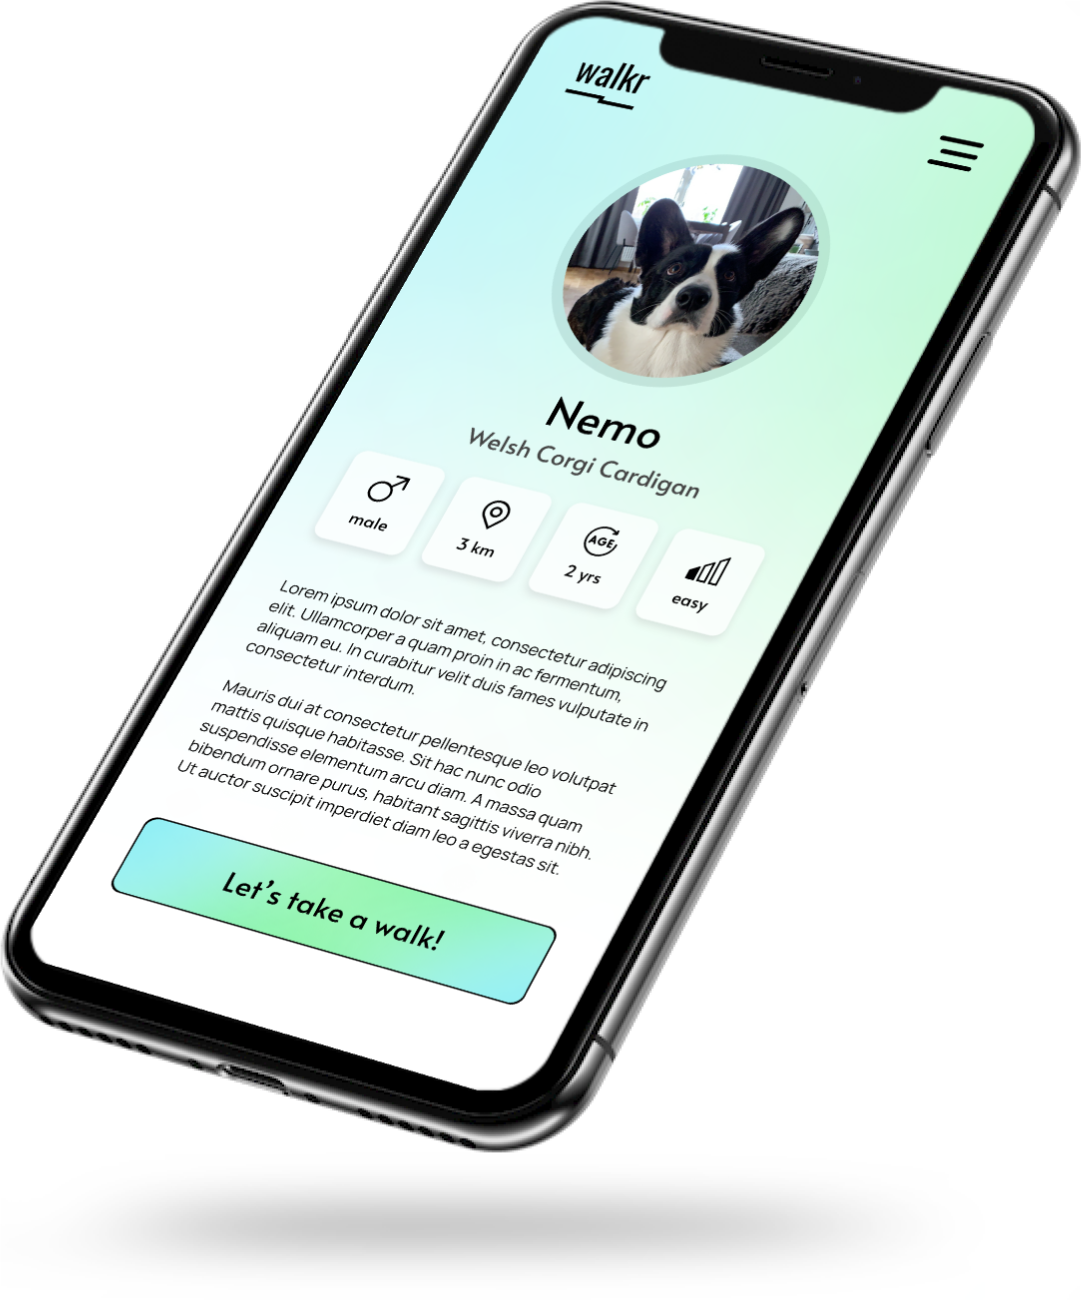 walkr
Nemo
Welsh Corgi Cardigan
male
3 km
AGE
2 yrs
easy
Lorem ipsum dolor sit amet, consectetur adipiscing
elit. Ullamcorper a quam proin in ac fermentum,
aliquam eu. In curabitur velit duis fames vulputate in
consectetur interdum.
Mauris dui at consectetur pellentesque leo volutpat
mattis quisque habitasse. Sit hac nunc odio
suspendisse elementum arcu diam. A massa quam
bibendum ornare purus, habitant sagittis viverra nibh.
Ut auctor suscipit imperdiet diam leo a egestas sit.
Let's take a walk!